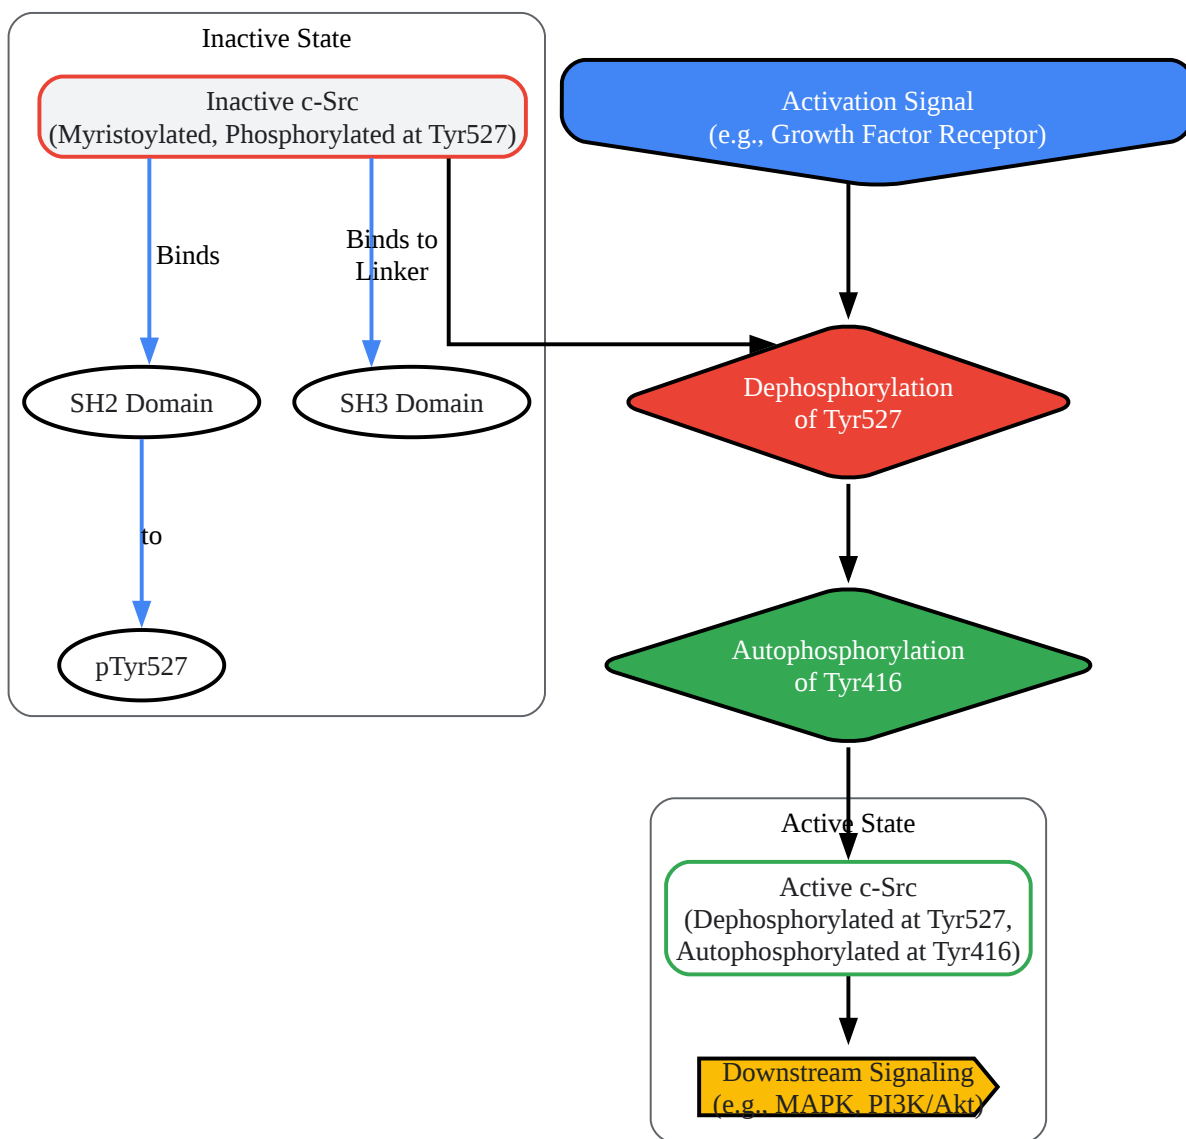 Inactive State
Inactive c-Src
(Myristoylated, Phosphorylated at Tyr527)
Activation Signal
(e.g., Growth Factor Receptor)
Binds
Binds to
Linker
SH2 Domain
SH3 Domain
Dephosphorylation
of Tyr527
to
pTyr527
Autophosphorylation
of Tyr416
Active State
Active c-Src
(Dephosphorylated at Tyr527,
Autophosphorylated at Tyr416)
Downstream Signaling
(e.g., MAPK, PI3K/Akt)